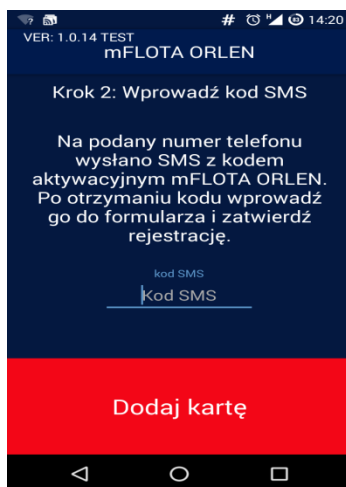 # H 14:20
VER: 1.0.14 TEST
mFLOTA ORLEN
Krok 2: Wprowadź kod SMS
Na podany numer telefonu
wysłano SMS z kodem
aktywacyjnym mFLOTA ORLEN.
Po otrzymaniu kodu wprowadź
go do formularza i zatwierdź
rejestrację.
kod SMS
Kod SMS
Dodaj kartę